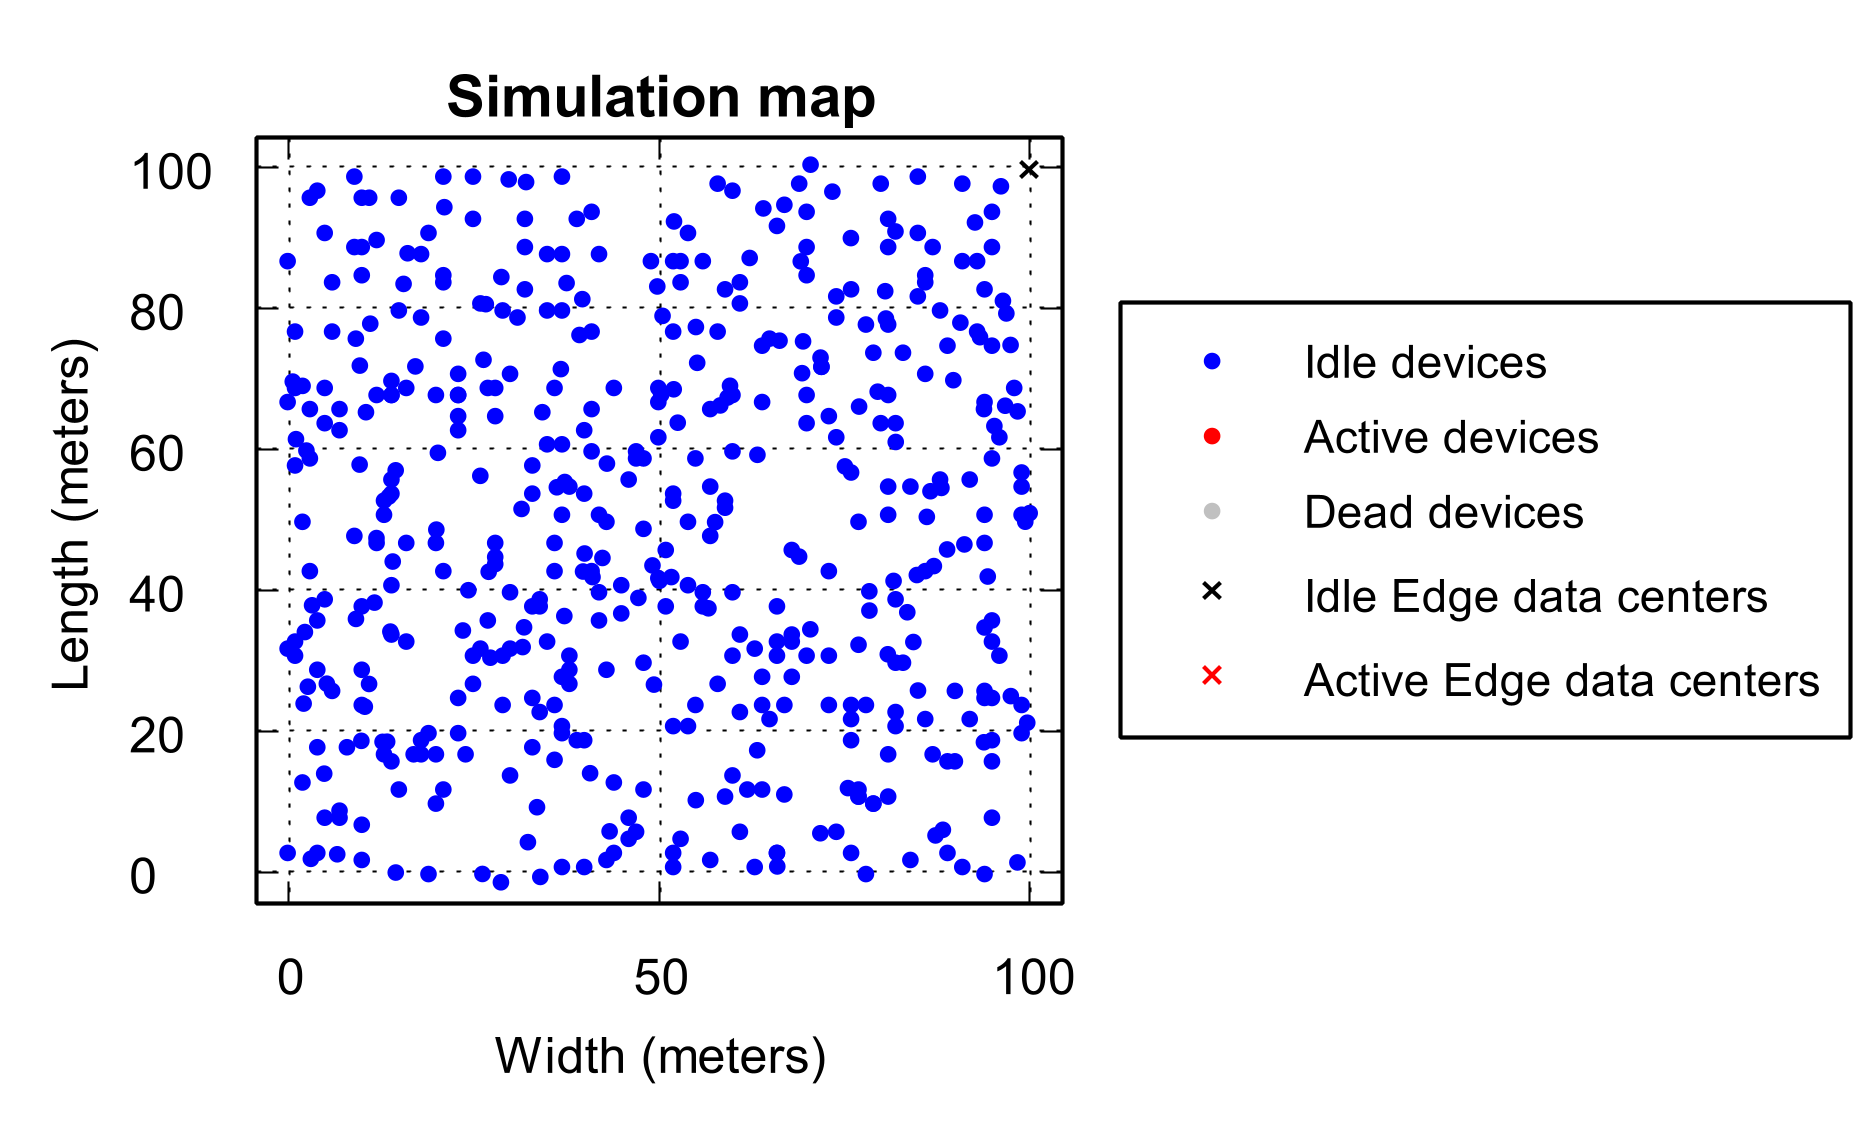 Simulation map
100
80
60
40
20
0
Length (meters)
0 50 100
Width (meters)
Idle devices
Active devices
Dead devices
Idle Edge data centers
Active Edge data centers